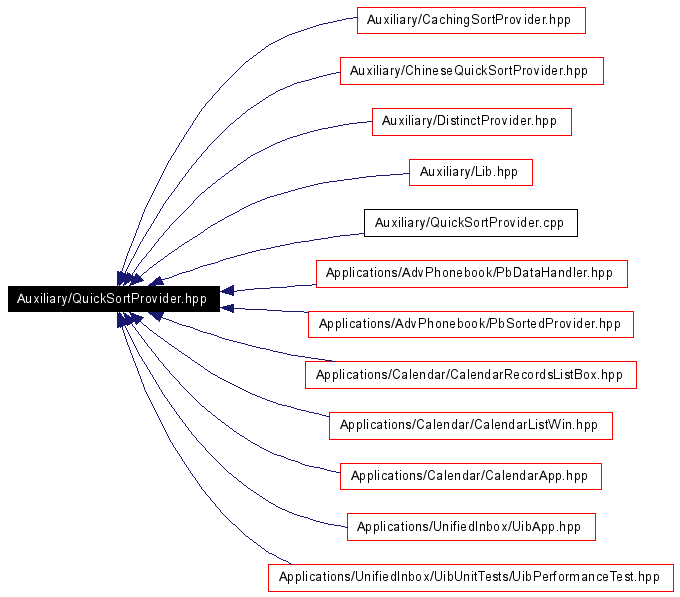 Auxiliary/CachingSortProvider.hpp
Auxiliary/ChineseQuickSortProvider.hpp
Auxiliary/DistinctProvider.hpp
Auxiliary/Lib.hpp
Auxiliary/QuickSortProvider.cpp
Applications/AdvPhonebook/PbDataHandler.hpp
Auxiliary/QuickSortProvider.hpp
Applications/AdvPhonebook/PbSortedProvider.hpp
Applications/Calendar/CalendarRecordsListBox.hpp
Applications/Calendar/CalendarListWin.hpp
Applications/Calendar/CalendarApp.hpp
Applications/UnifiedInbox/UibApp.hpp
Applications/UnifiedInbox/UibUnitTests/UibPerformanceTest.hpp